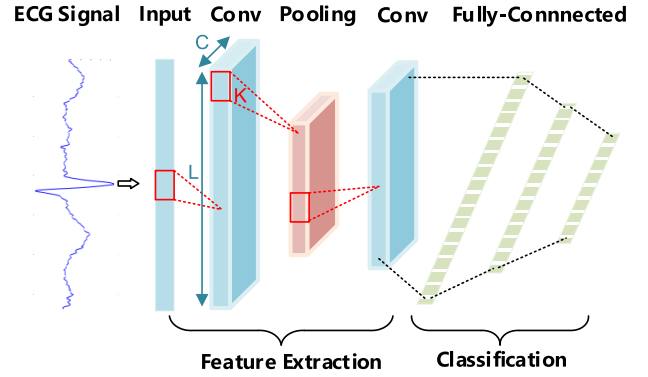 ECG Signal Input Conv Pooling Conv Fully-Connnected
C
K
L
Feature Extraction Classification